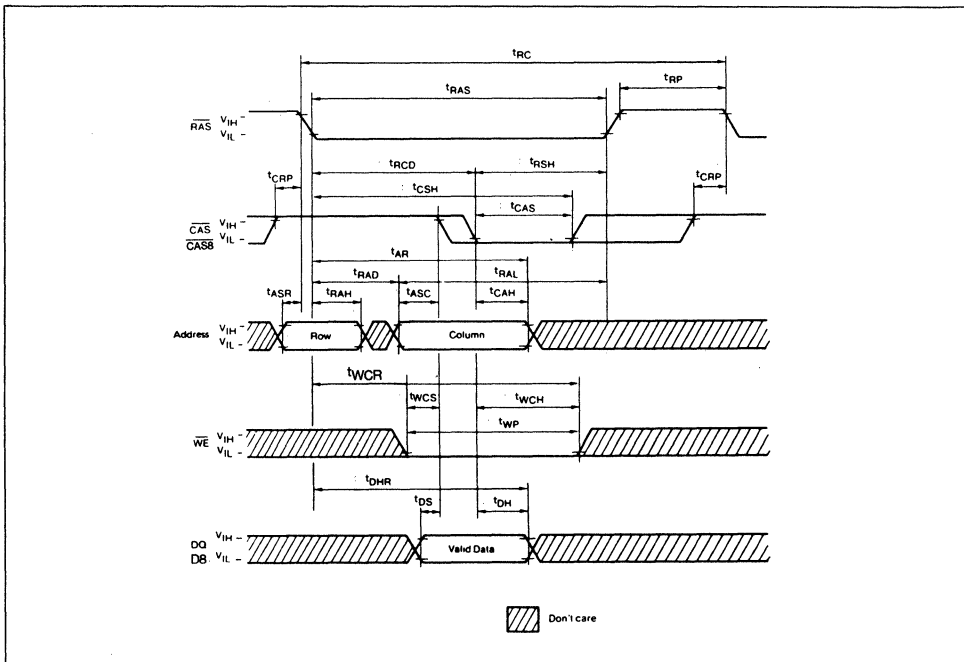 tRC
tRP
tRAS
RAS VIH –
VIL –
tRCD tRSH
tCRP tCSH tCRP
tCAS
CAS VIH –
CAS8 VIL –
tAR
tRAD tRAL
tASR tRAH tASC tCAH
Address VIH – Row Column
VIL –
tWCR
tWCS tWCH
tWP
WE VIH –
VIL –
tDHR
tDS tDH
DQ VIH – Valid Data
D8 VIL –
Don't care